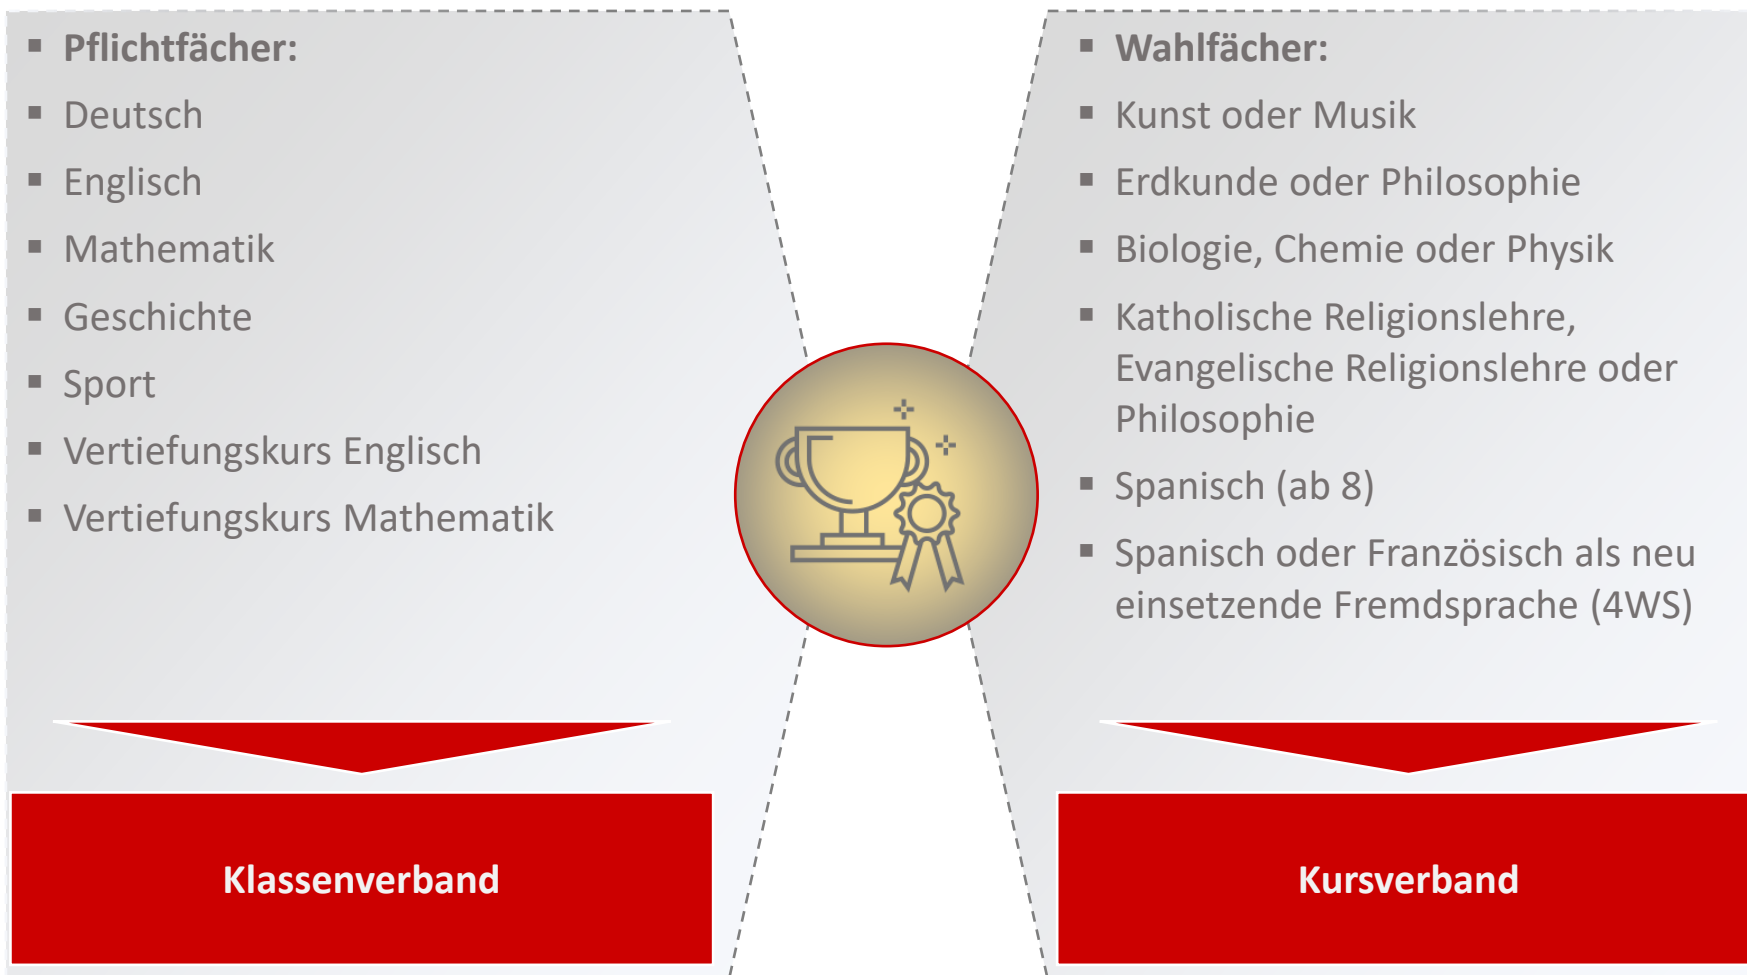 Pflichtfächer:
Deutsch
Englisch
Mathematik
Geschichte
Sport
Vertiefungskurs Englisch
Vertiefungskurs Mathematik
Klassenverband
Wahlfächer:
Kunst oder Musik
Erdkunde oder Philosophie
Biologie, Chemie oder Physik
Katholische Religionslehre,
Evangelische Religionslehre oder
Philosophie
Spanisch (ab 8)
Spanisch oder Französisch als neu
einsetzende Fremdsprache (4WS)
Kursverband